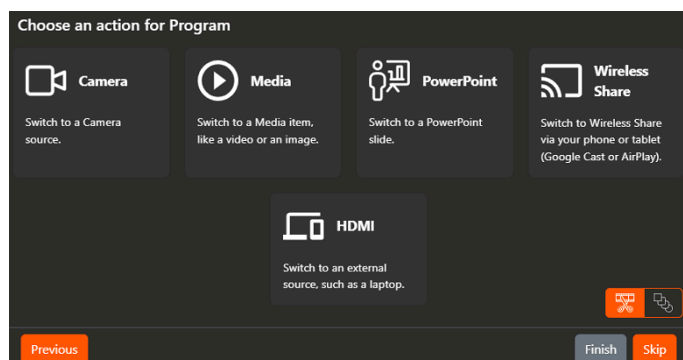 Choose an action for Program
Camera
Switch to a Camera
source.
Media
Switch to a Media item,
like a video or an image.
PowerPoint
Switch to a PowerPoint
slide.
Wireless
Share
Switch to Wireless Share
via your phone or tablet
(Google Cast or AirPlay).
HDMI
Switch to an external
source, such as a laptop.
Previous
Finish
Skip